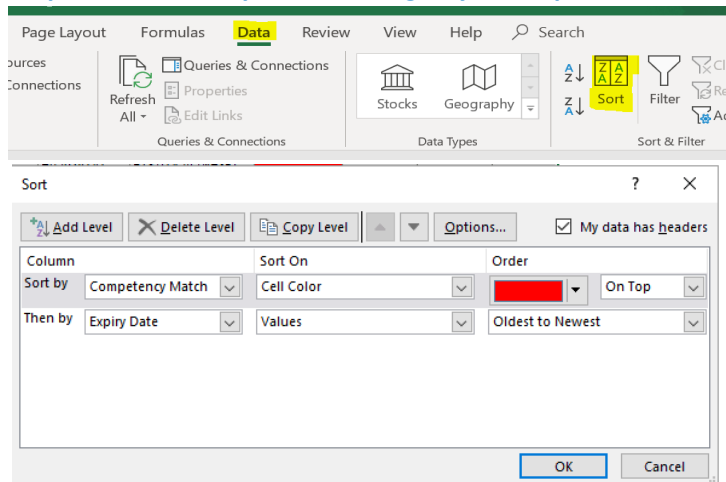 Page Layout Formulas Data Review View Help Search
Queries & Connections
Connections
Properties
Refresh All
Edit Links
Stocks Geography
Sort Filter
Queries & Connections Data Types Sort & Filter
Sort ? X
Add Level Delete Level Copy Level Options... My data has headers
Column Sort On Order
Sort by Competency Match Cell Color On Top
Then by Expiry Date Values Oldest to Newest
OK Cancel